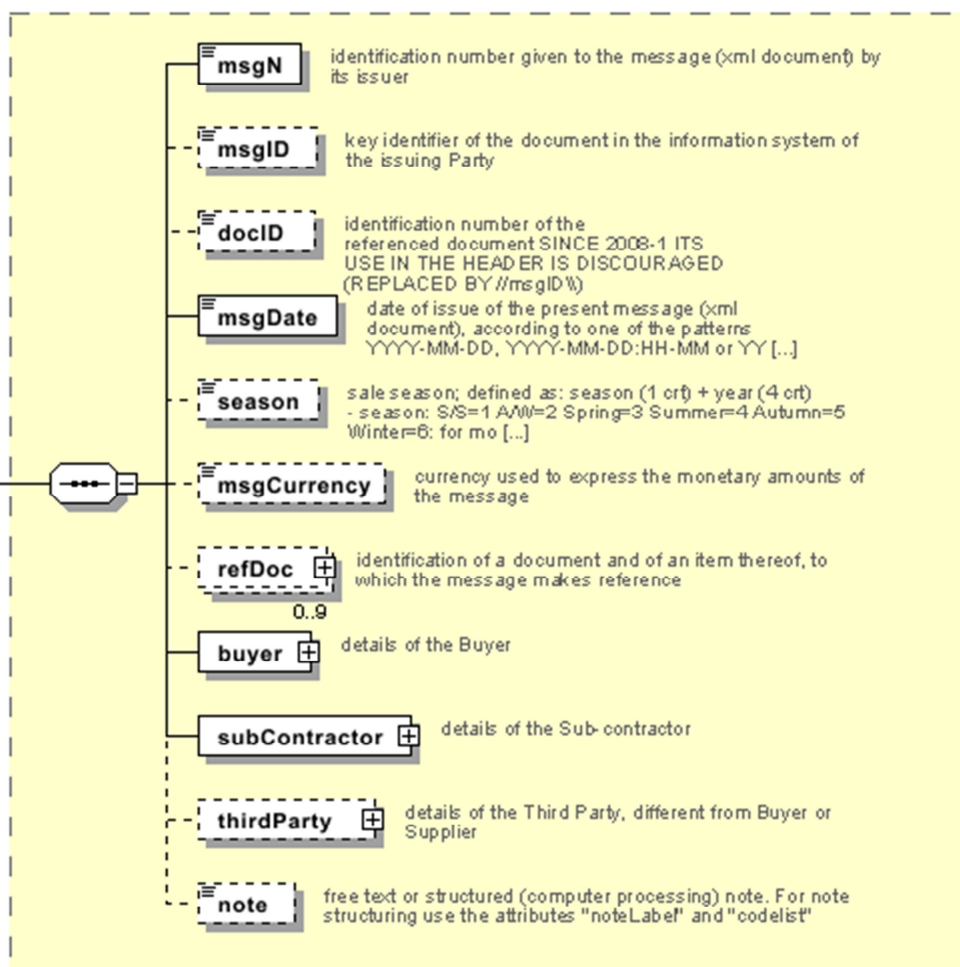 msgN
identification number given to the message (xml document) by
its issuer
msgID
key identifier of the document in the information system of
the issuing Party
docID
identification number of the
referenced document SINCE 2008-1 ITS
USE IN THE HEADER IS DISCOURAGED
(REPLACED BY //msgID\\)
msgDate
date of issue of the present message (xml
document), according to one of the patterns
YYYY-MM-DD, YYYY-MM-DD:HH-MM or YY [...]
season
sale season; defined as: season (1 crt) + year (4 crt)
- season: S/S=1 A/W=2 Spring=3 Summer=4 Autumn=5
Winter=6: for mo [...]
msgCurrency
currency used to express the monetary amounts of
the message
refDoc
identification of a document and of an item thereof, to
which the message makes reference
0..9
buyer
details of the Buyer
subContractor
details of the Sub-contractor
thirdParty
details of the Third Party, different from Buyer or
Supplier
note
free text or structured (computer processing) note. For note
structuring use the attributes "noteLabel" and "codelist"